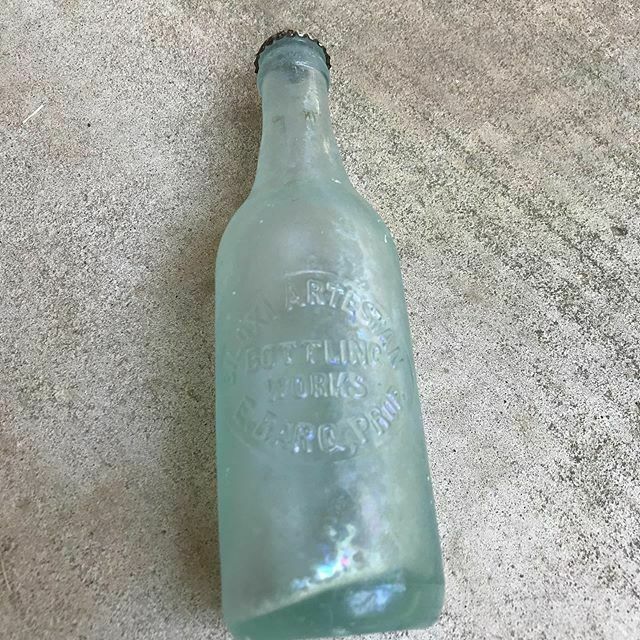 ARTESIAN
BOTTLING
WORKS
E. BARQ, PROP.